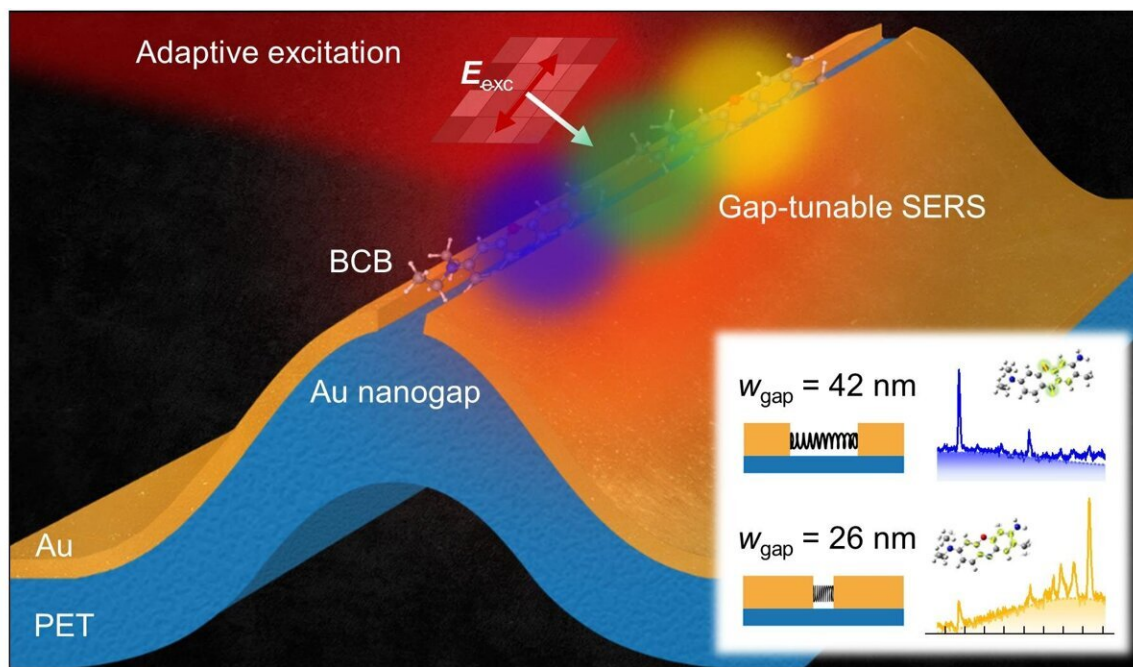 Adaptive excitation
Eexc
Gap-tunable SERS
BCB
Au nanogap
Au
PET
wgap = 42 nm
wgap = 26 nm